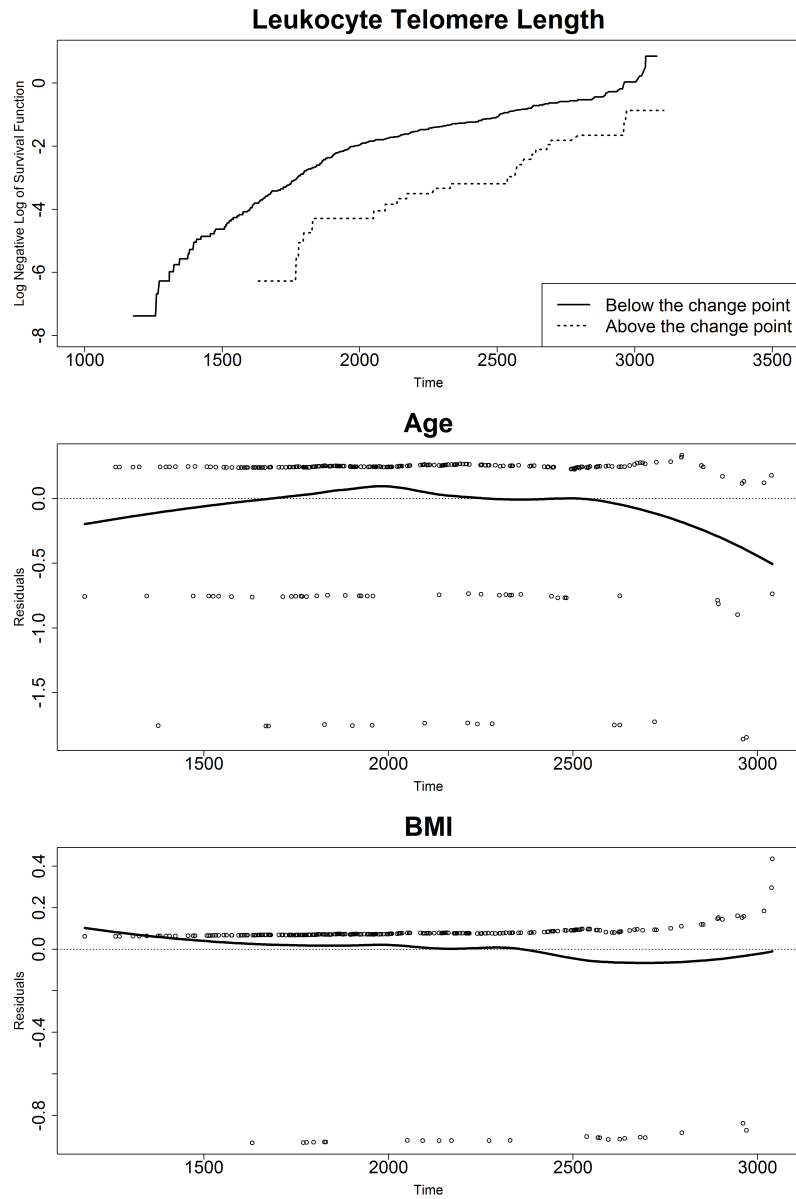 Leukocyte Telomere Length
Log Negative Log of Survival Function
0
-2
-4
-6
-8
Below the change point
Above the change point
1000 1500 2000 2500 3000 3500
Time
Age
Residuals
0.0
-0.5
-1.0
-1.5
1500 2000 2500 3000
Time
BMI
Residuals
0.4
0.2
0.0
-0.4
-0.8
1500 2000 2500 3000
Time